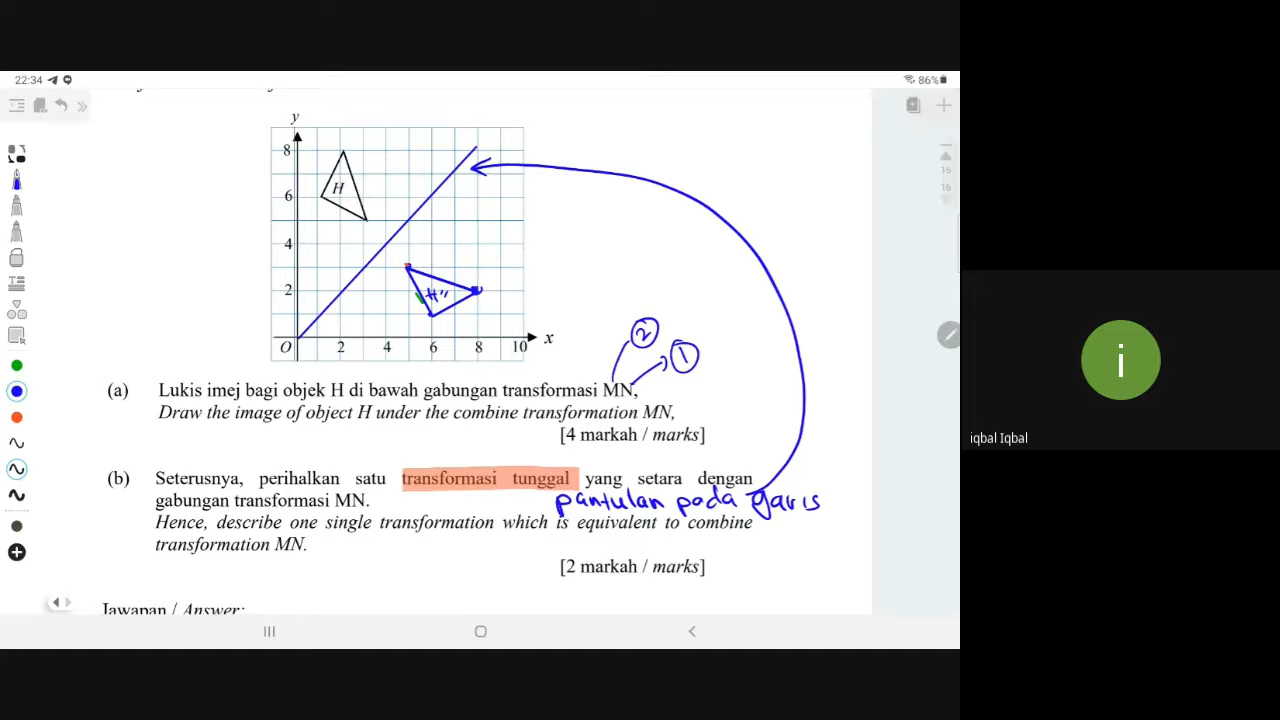 22:34
86%
y
8
H
6
4
2
H"
O
2
4
6
8
10
x
2
1
(a) Lukis imej bagi objek H di bawah gabungan transformasi MN,
Draw the image of object H under the combine transformation MN,
[4 markah / marks]
16
16
(b) Seterusnya, perihalkan satu transformasi tunggal yang setara dengan
gabungan transformasi MN.
pantulan pada garis
Hence, describe one single transformation which is equivalent to combine
transformation MN.
[2 markah / marks]
Jawapan / Answer:
i
iqbal Iqbal